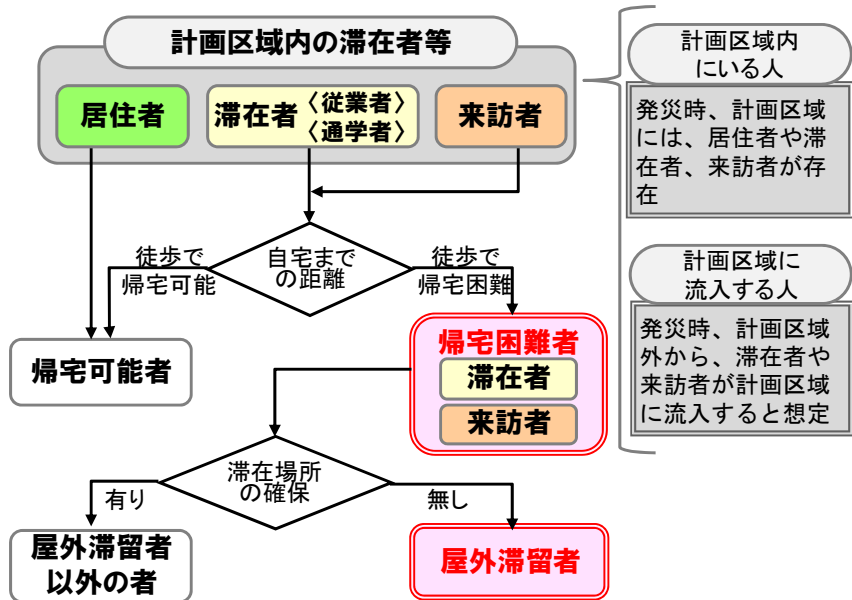 計画区域内の滞在者等
居住者
滞在者〈従業者〉
〈通学者〉
来訪者
自宅まで
の距離
徒歩で
帰宅可能
徒歩で
帰宅困難
帰宅可能者
帰宅困難者
滞在者
来訪者
滞在場所
の確保
有り
無し
屋外滞留者
以外の者
屋外滞留者
計画区域内
にいる人
発災時、計画区域
には、居住者や滞
在者、来訪者が存
在
計画区域に
流入する人
発災時、計画区域
外から、滞在者や
来訪者が計画区域
に流入すると想定